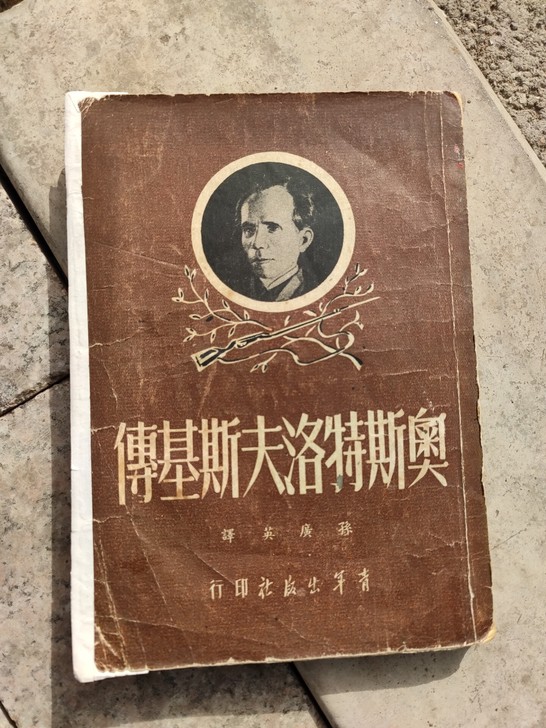 奧斯特洛夫斯基傳
孫廣英譯
青年出版社印行